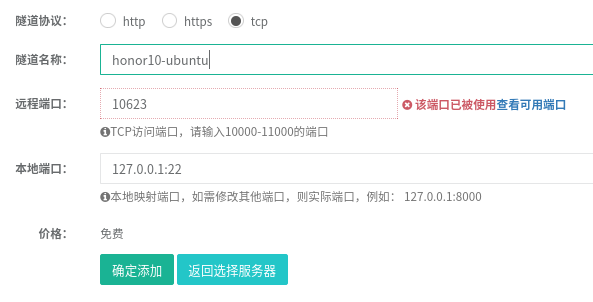 隧道协议： http https tcp
隧道名称： honor10-ubuntu
远程端口： 10623 该端口已被使用查看可用端口
TCP访问端口，请输入10000-11000的端口
本地端口： 127.0.0.1:22
本地映射端口，如需修改其他端口，则实际端口，例如： 127.0.0.1:8000
价格： 免费
确定添加 返回选择服务器